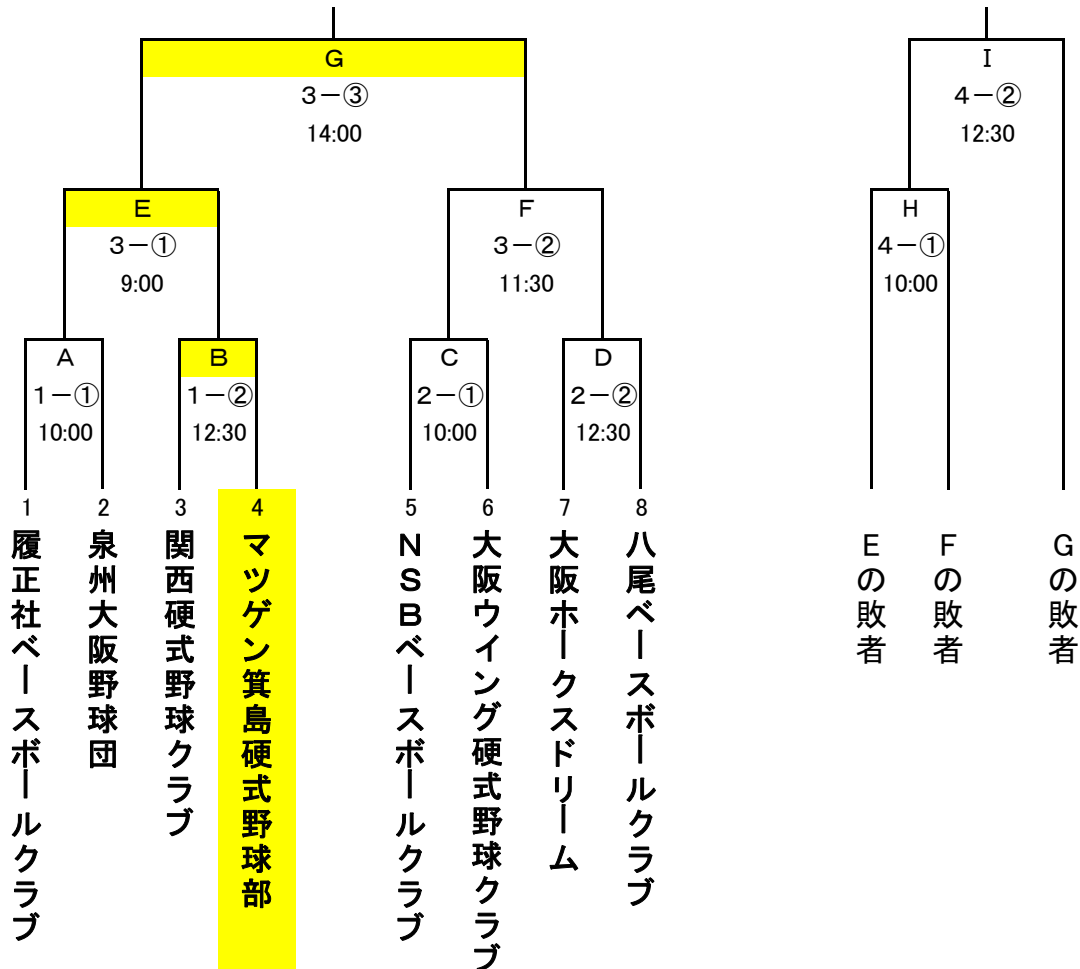 G
3－③
14:00
I
4－②
12:30
E
3－①
9:00
F
3－②
11:30
H
4－①
10:00
A
1－①
10:00
B
1－②
12:30
C
2－①
10:00
D
2－②
12:30
1
履正社ベースボールクラブ
2
泉州大阪野球団
3
関西硬式野球クラブ
4
マツゲン箕島硬式野球部
5
ＮＳＢベースボールクラブ
6
大阪ウイング硬式野球クラブ
7
大阪ホークスドリーム
8
八尾ベースボールクラブ
Ｅの敗者
Ｆの敗者
Ｇの敗者